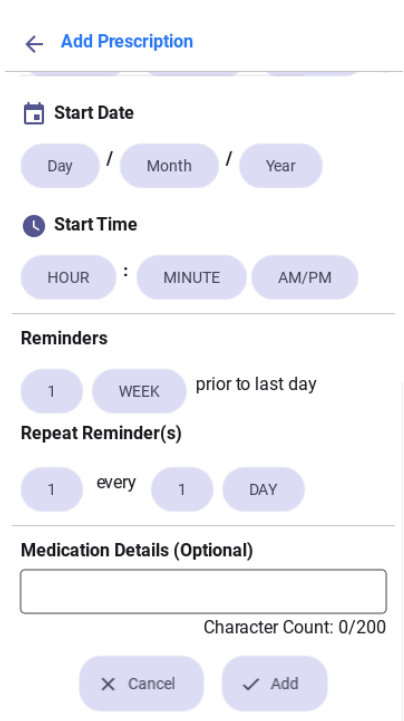 Add Prescription
Start Date
Day / Month / Year
Start Time
HOUR : MINUTE AM/PM
Reminders
1 WEEK prior to last day
Repeat Reminder(s)
1 every 1 DAY
Medication Details (Optional)
Character Count: 0/200
Cancel Add